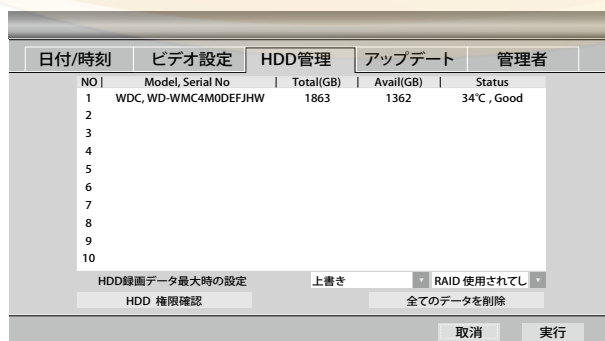 日付/時刻 ビデオ設定 HDD管理 アップデート 管理者
NO | Model, Serial No | Total(GB) | Avail(GB) | Status
1 WDC, WD-WMC4M0DEFJHW 1863 1362 34℃ , Good
2
3
4
5
6
7
8
9
10
HDD録画データ最大時の設定 上書き RAID 使用されてし
HDD 権限確認 全てのデータを削除
取消 実行